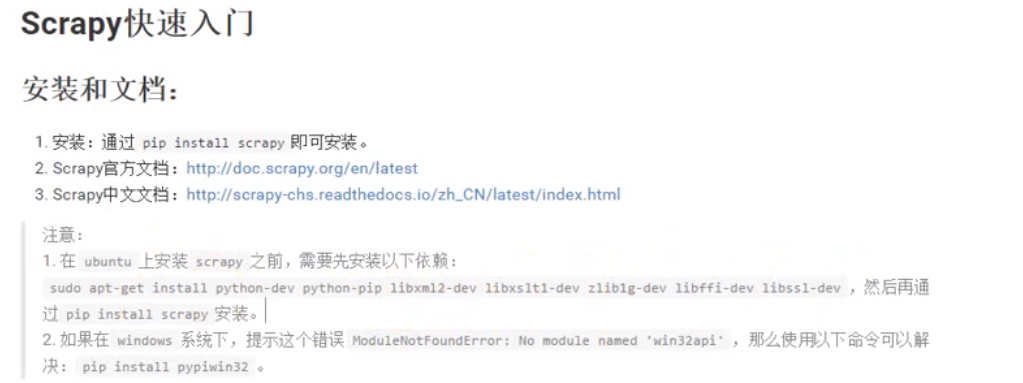 Scrapy快速入门
安装和文档：
1. 安装：通过 pip install scrapy 即可安装。
2. Scrapy官方文档：http://doc.scrapy.org/en/latest
3. Scrapy中文文档：http://scrapy-chs.readthedocs.io/zh_CN/latest/index.html
注意：
1. 在 ubuntu 上安装 scrapy 之前，需要先安装以下依赖：
sudo apt-get install python-dev python-pip libxml2-dev libxslt1-dev zlib1g-dev libffi-dev libssl-dev ，然后再通
过 pip install scrapy 安装。
2. 如果在 windows 系统下，提示这个错误 ModuleNotFoundError: No module named 'win32api' ，那么使用以下命令可以解
决：pip install pypiwin32 。